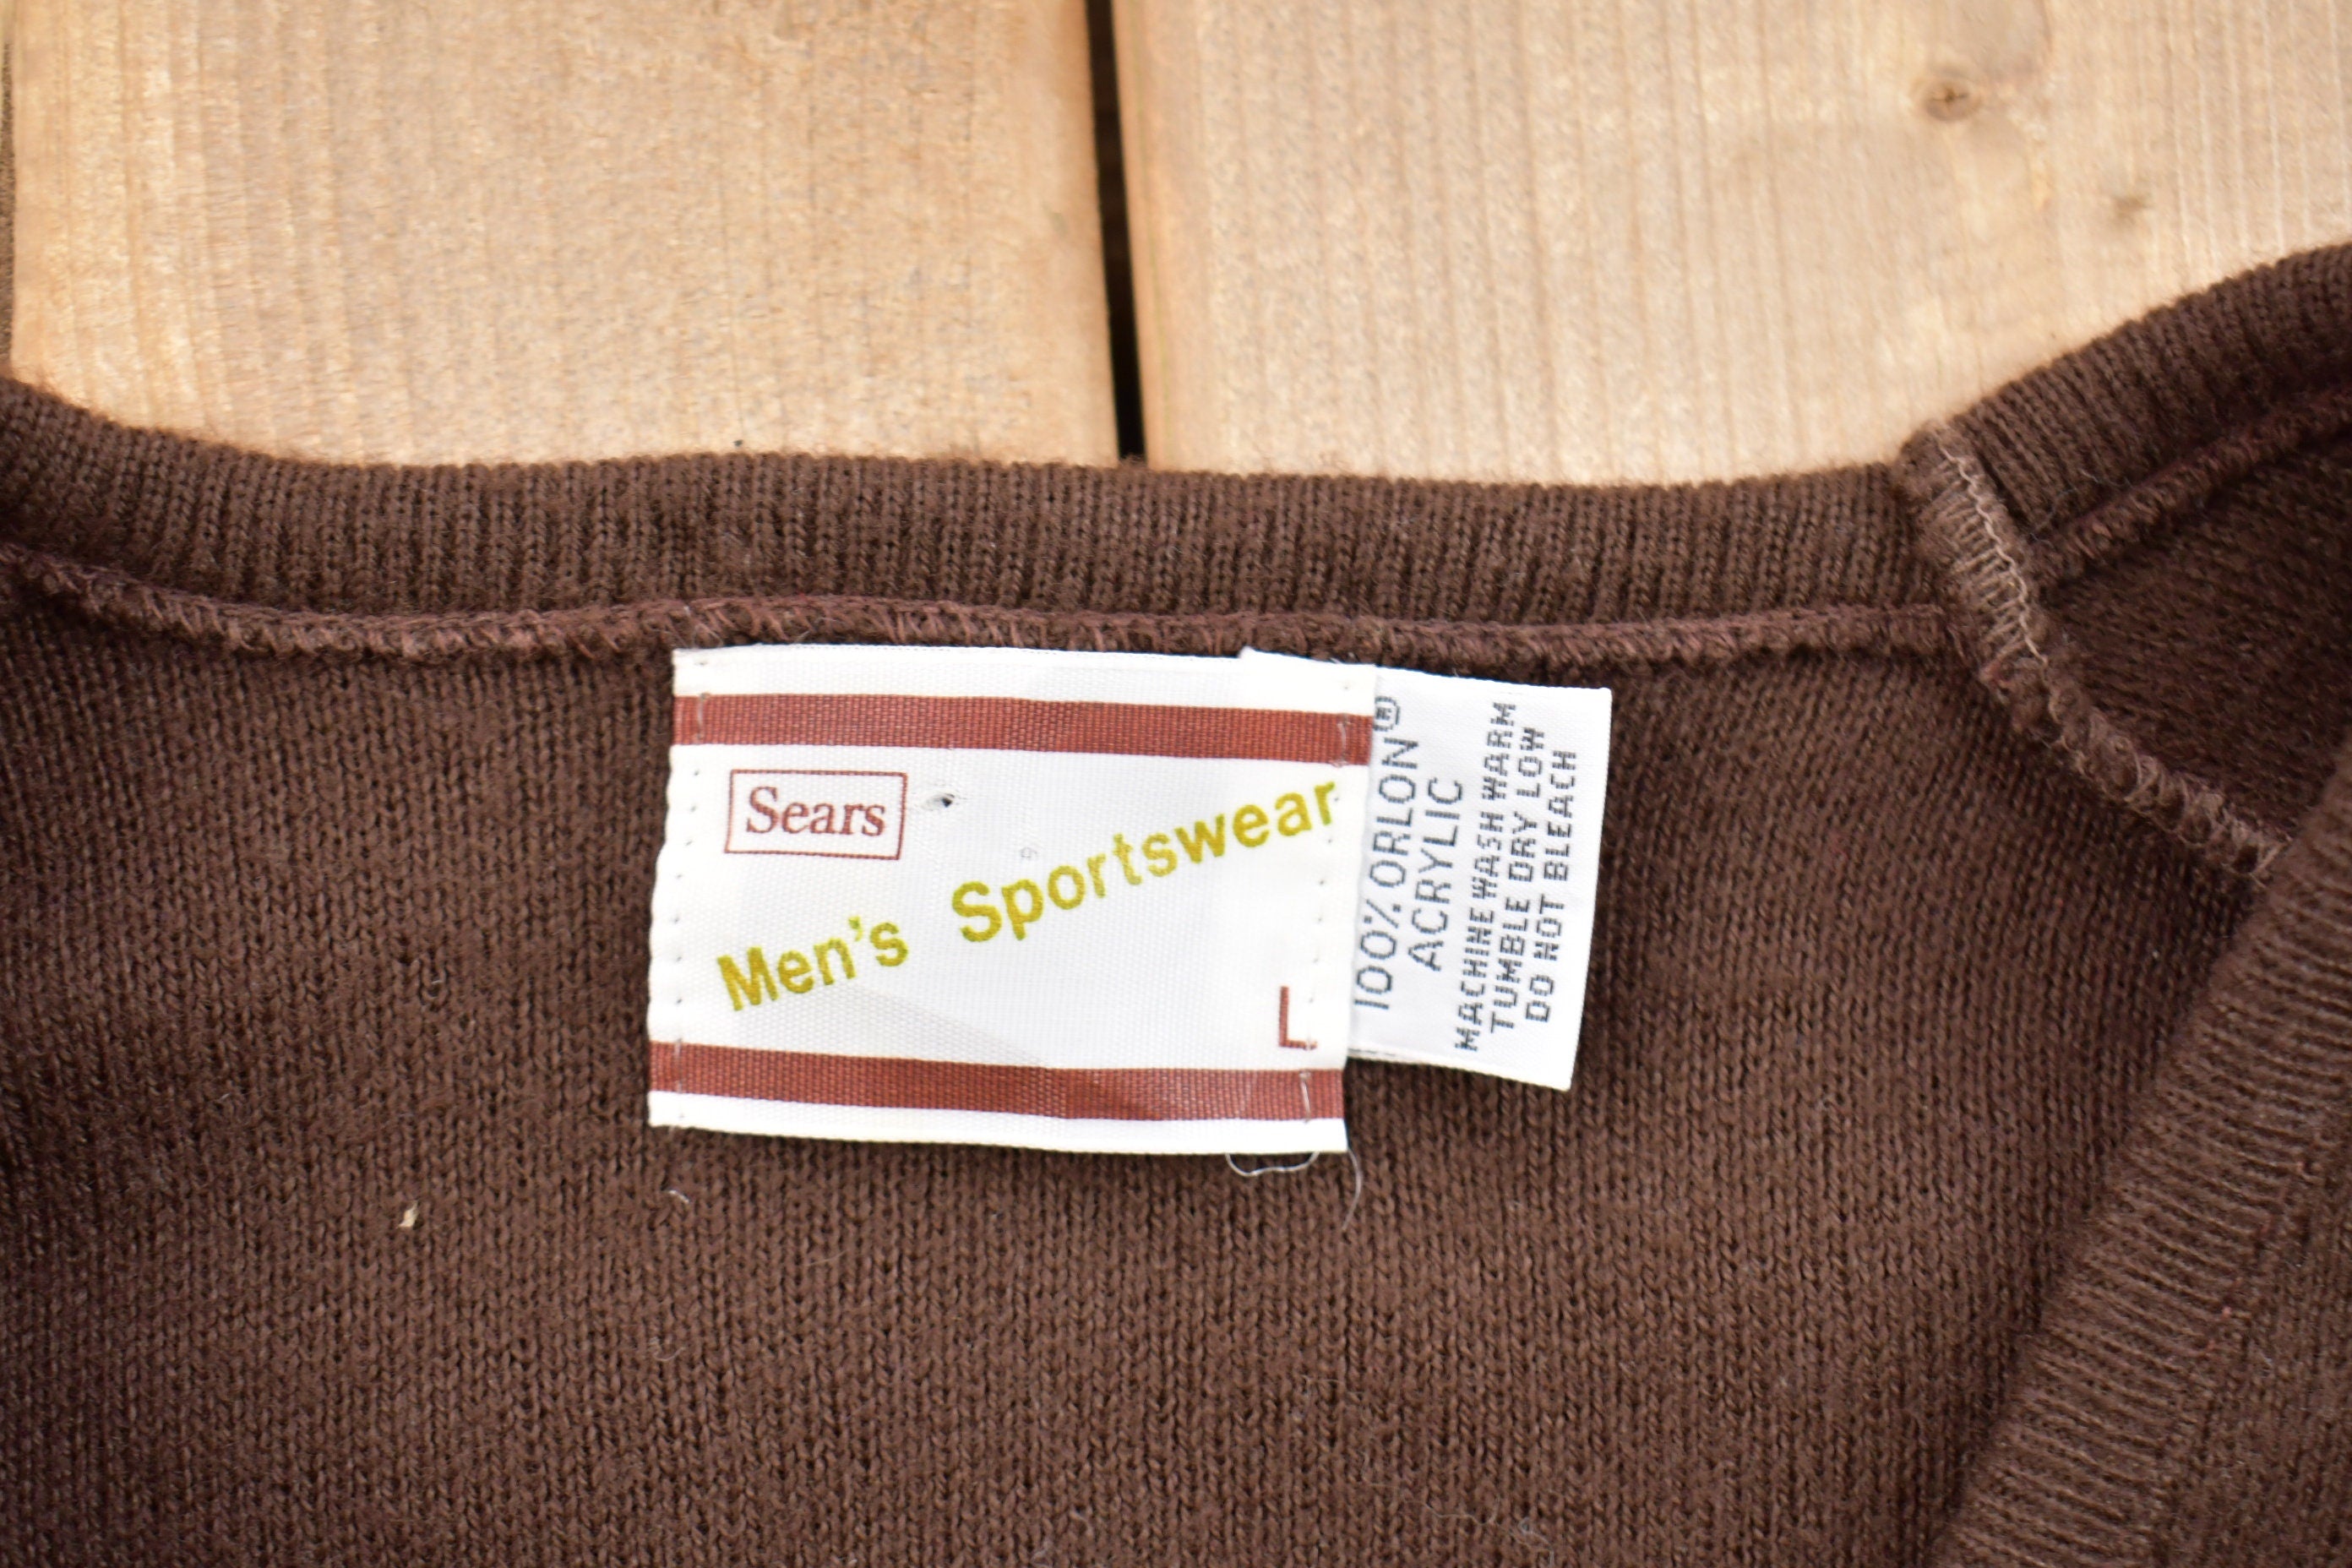 Sears
Men's Sportswear
L
100% ORLON®
ACRYLIC
MACHINE WASH WARM
TUMBLE DRY LOW
DO NOT BLEACH